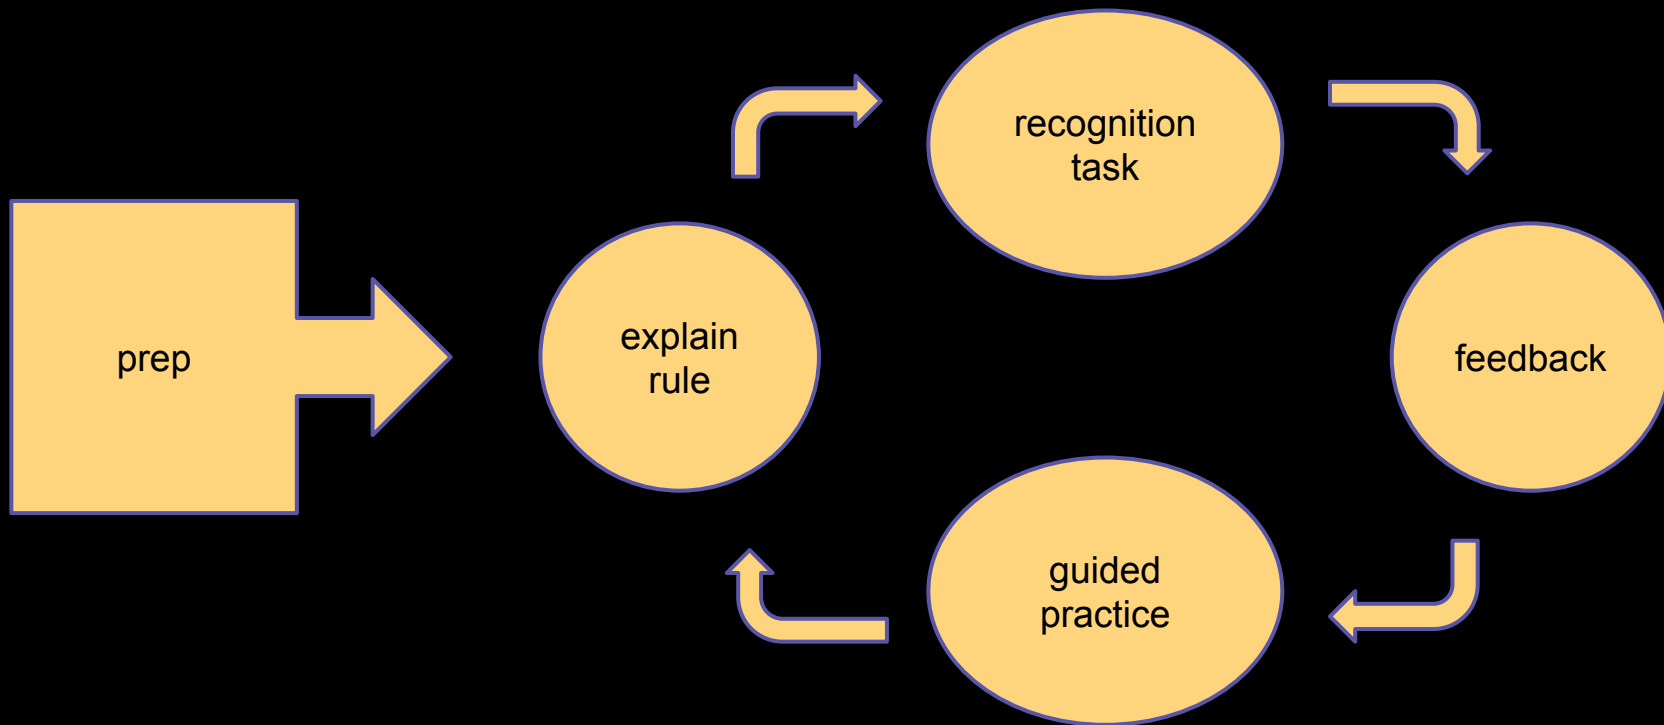 prep
explain
rule
recognition
task
feedback
guided
practice